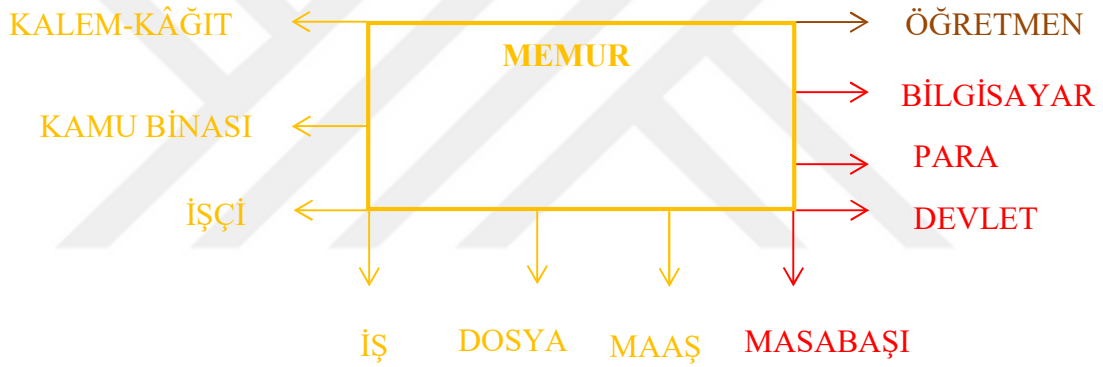 KALEM-KÂĞIT
ÖĞRETMEN
MEMUR
BİLGİSAYAR
KAMU BİNASI
PARA
İŞÇİ
DEVLET
İŞ
DOSYA
MAAŞ
MASABAŞI